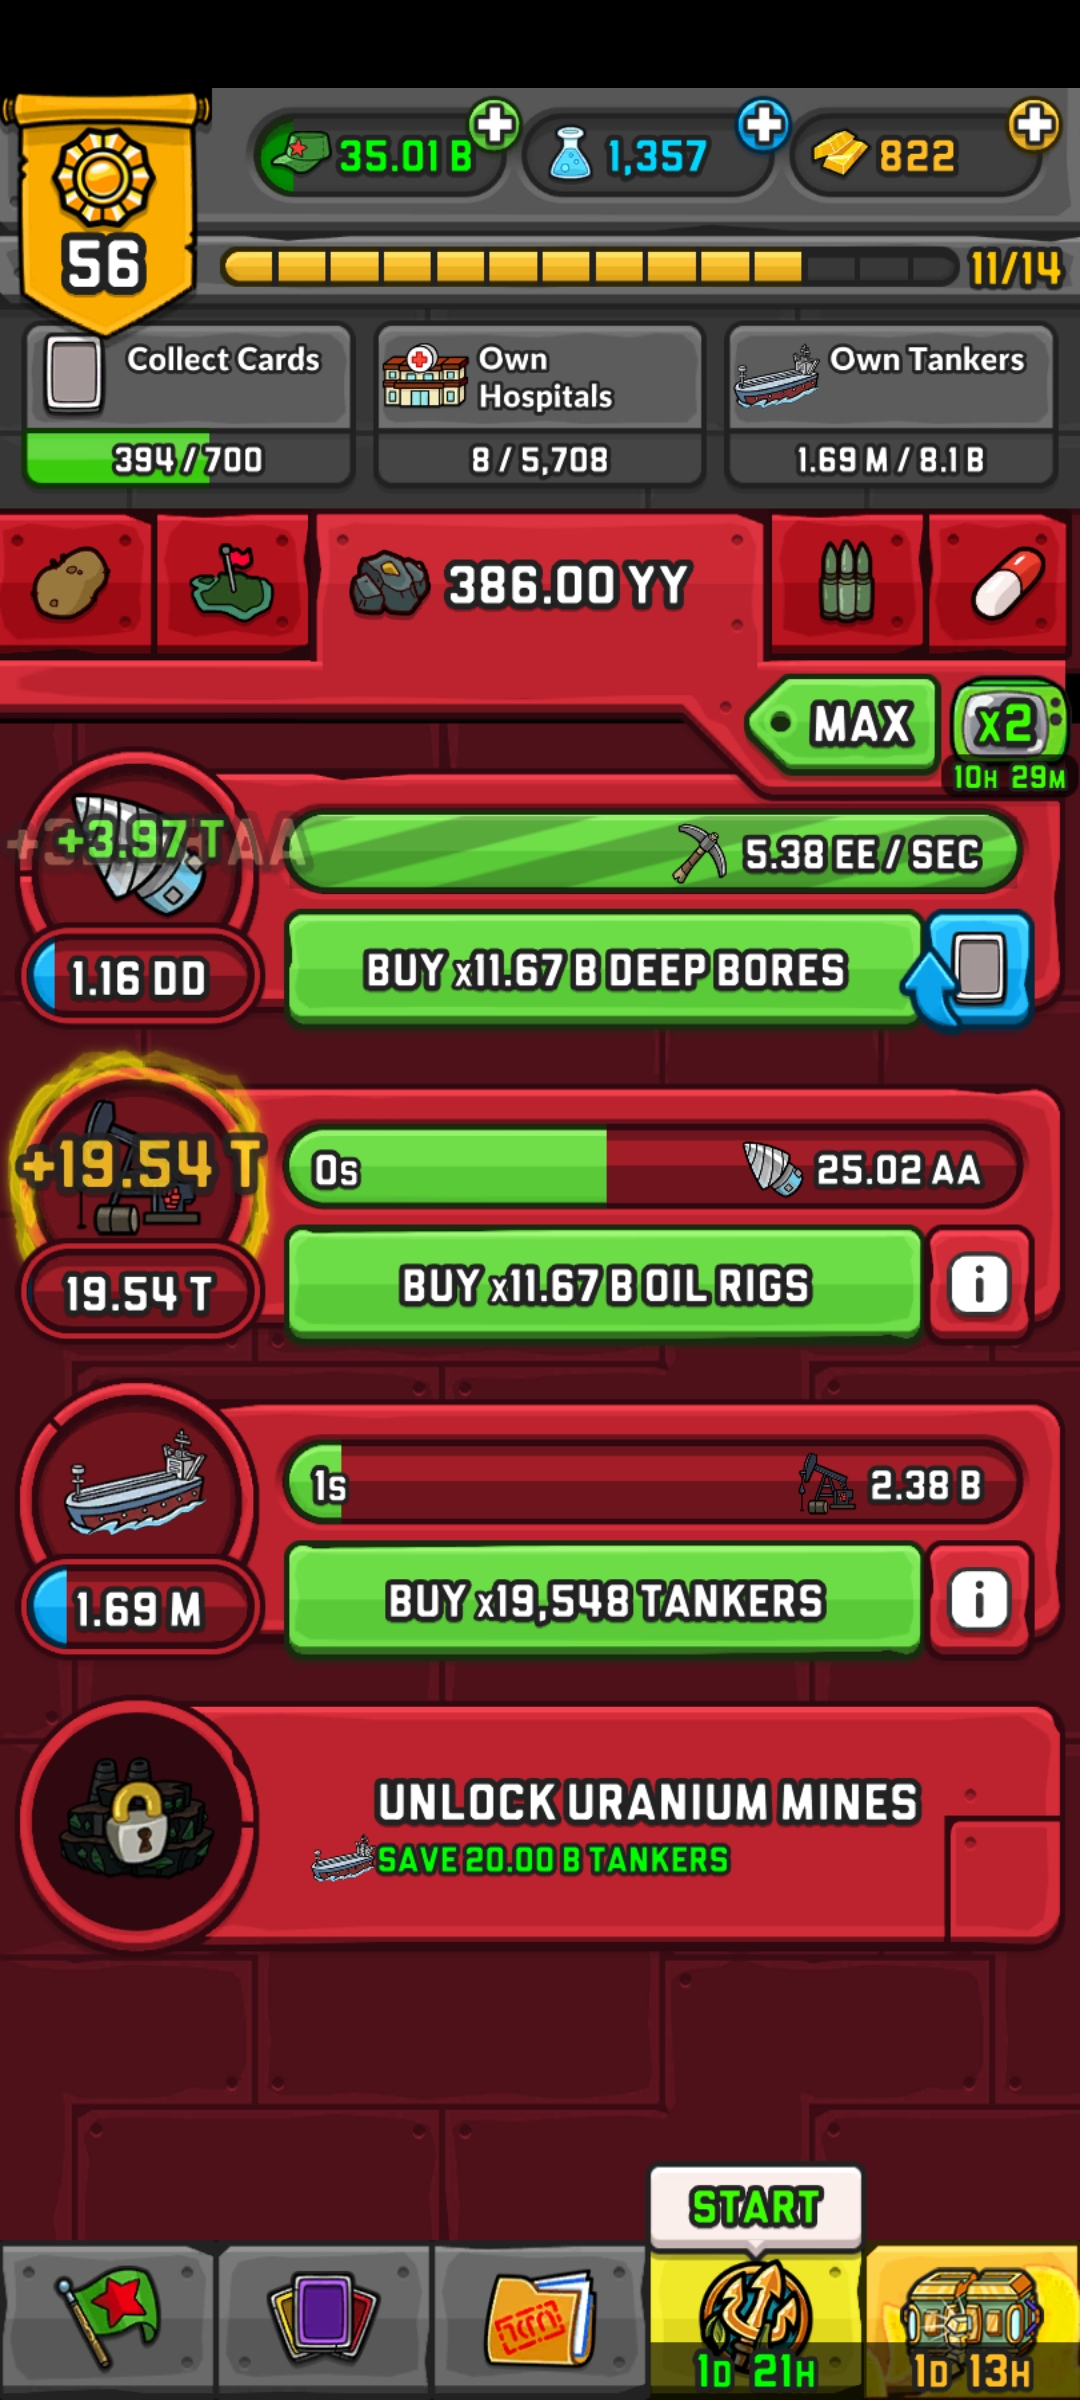 56
35.01 B
1,357
822
11/14
Collect Cards
394 / 700
Own
Hospitals
8 / 5,708
Own Tankers
1.69 M / 8.1 B
386.00 YY
MAX
x2
10H 29M
+3.97 T
5.38 EE / SEC
1.16 DD
BUY x11.67 B DEEP BORES
+19.54 T
0s
25.02 AA
19.54 T
BUY x11.67 B OIL RIGS
i
1s
2.38 B
1.69 M
BUY x19,548 TANKERS
i
UNLOCK URANIUM MINES
SAVE 20.00 B TANKERS
START
1D 21H
1D 13H